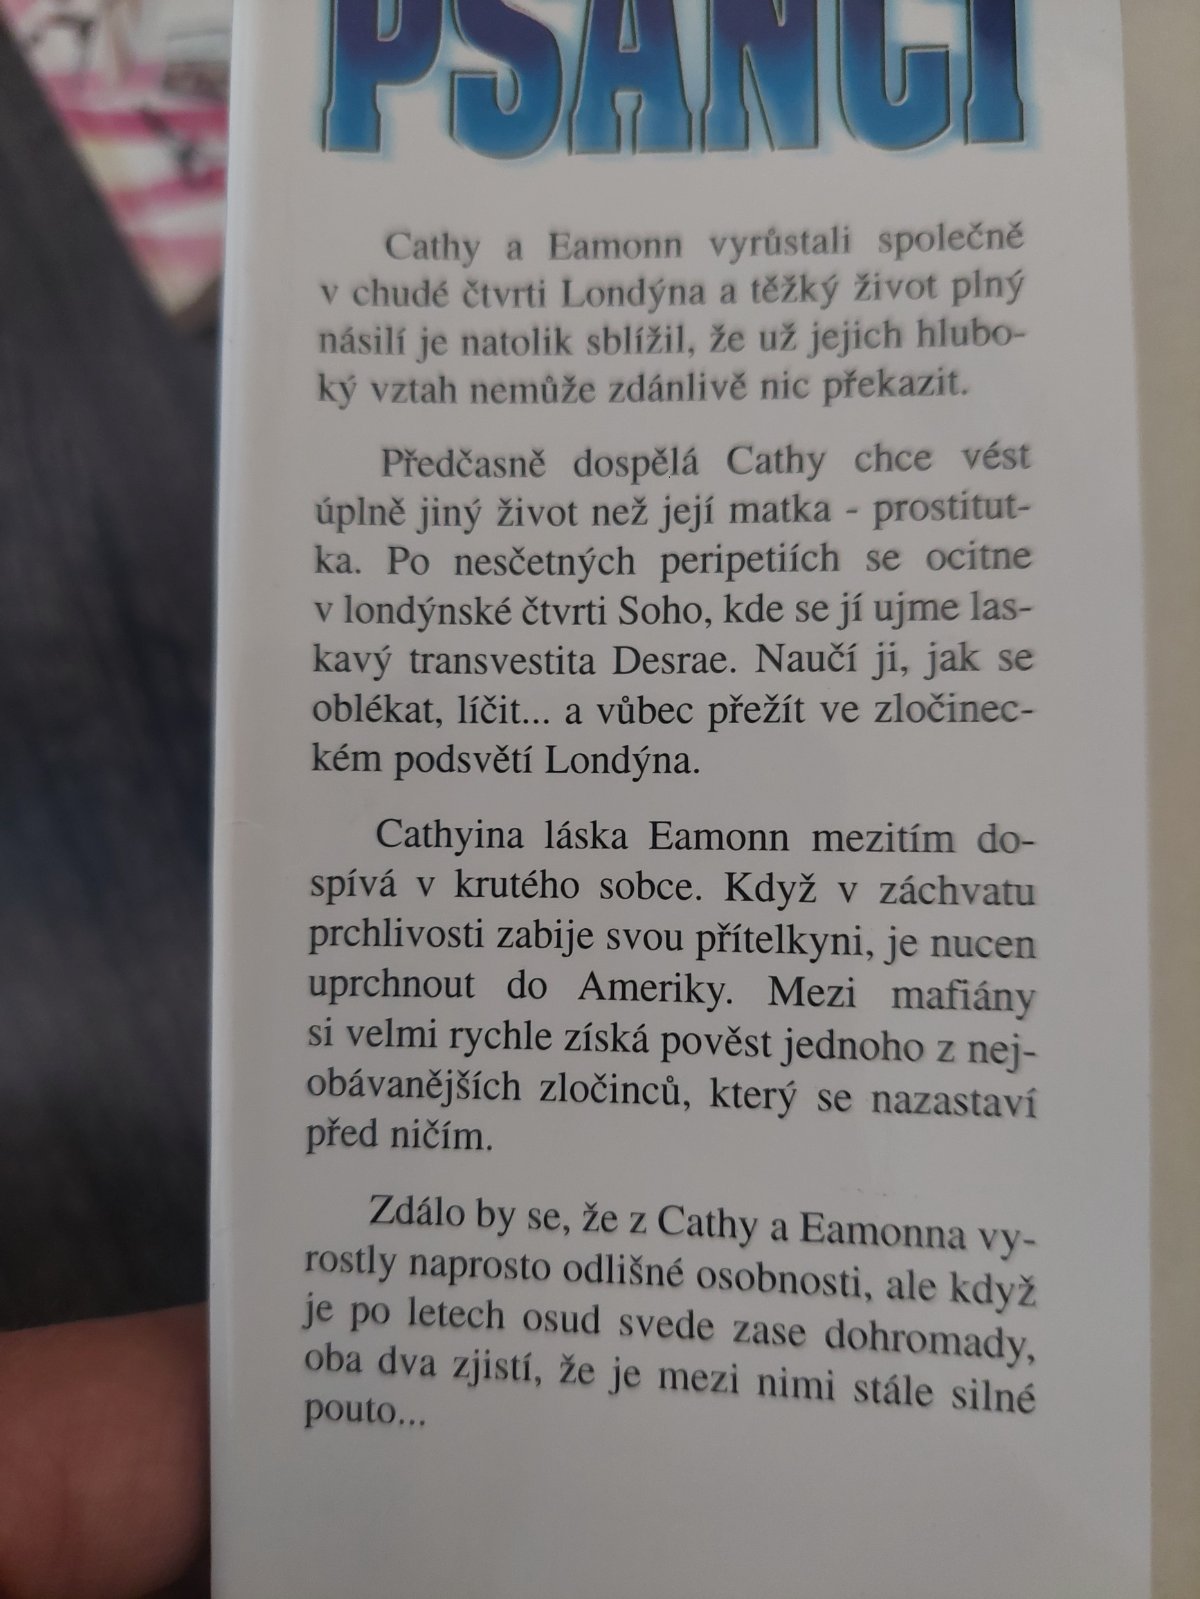 PSANCI
Cathy a Eamonn vyrůstali společně
v chudé čtvrti Londýna a těžký život plný
násilí je natolik sblížil, že už jejich hlubo-
ký vztah nemůže zdánlivě nic překazit.
Předčasně dospělá Cathy chce vést
úplně jiný život než její matka - prostitut-
ka. Po nesčetných peripetiích se ocitne
v londýnské čtvrti Soho, kde se jí ujme las-
kavý transvestita Desrae. Naučí ji, jak se
oblékat, líčit... a vůbec přežít ve zločinec-
kém podsvětí Londýna.
Cathyina láska Eamonn mezitím do-
spívá v krutého sobce. Když v záchvatu
prchlivosti zabije svou přítelkyni, je nucen
uprchnout do Ameriky. Mezi mafiány
si velmi rychle získá pověst jednoho z nej-
obávanějších zločinců, který se nazastaví
před ničím.
Zdálo by se, že z Cathy a Eamonna vy-
rostly naprosto odlišné osobnosti, ale když
je po letech osud svede zase dohromady,
oba dva zjistí, že je mezi nimi stále silné
pouto...